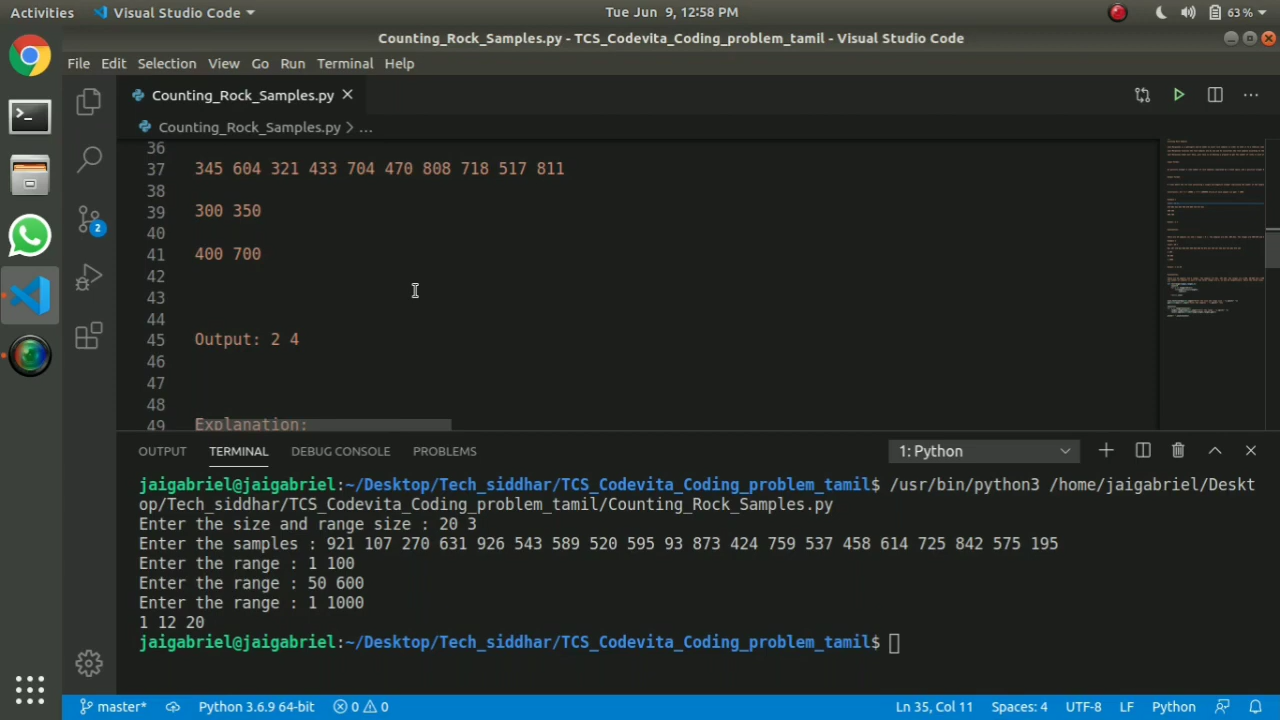 Activities Visual Studio Code Tue Jun 9, 12:58 PM 63 %
Counting_Rock_Samples.py - TCS_Codevita_Coding_problem_tamil - Visual Studio Code
File Edit Selection View Go Run Terminal Help
Counting_Rock_Samples.py
Counting_Rock_Samples.py > ...
36
37 345 604 321 433 704 470 808 718 517 811
38
39 300 350
40
41 400 700
42
43
44
45 Output: 2 4
46
47
48
49 Explanation:
2
OUTPUT TERMINAL DEBUG CONSOLE PROBLEMS 1: Python
jaigabriel@jaigabriel:~/Desktop/Tech_siddhar/TCS_Codevita_Coding_problem_tamil$ /usr/bin/python3 /home/jaigabriel/Deskt
op/Tech_siddhar/TCS_Codevita_Coding_problem_tamil/Counting_Rock_Samples.py
Enter the size and range size : 20 3
Enter the samples : 921 107 270 631 926 543 589 520 595 93 873 424 759 537 458 614 725 842 575 195
Enter the range : 1 100
Enter the range : 50 600
Enter the range : 1 1000
1 12 20
jaigabriel@jaigabriel:~/Desktop/Tech_siddhar/TCS_Codevita_Coding_problem_tamil$
master* Python 3.6.9 64-bit 0 0 Ln 35, Col 11 Spaces: 4 UTF-8 LF Python